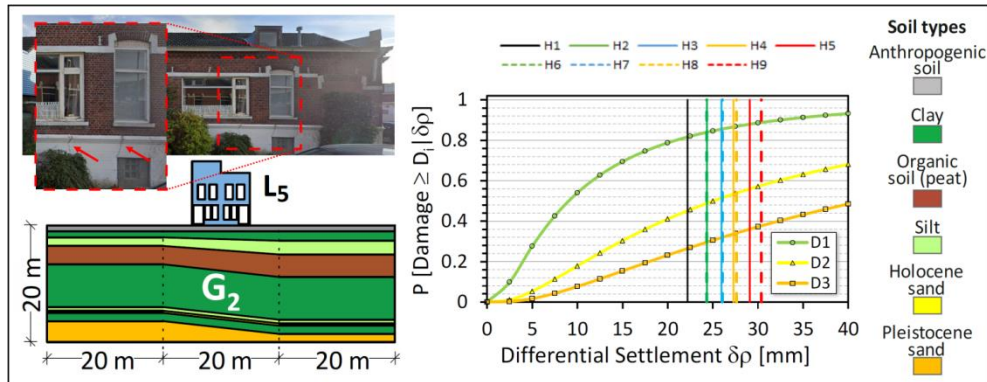 L5
G2
20 m
20 m
20 m
20 m
H1
H2
H3
H4
H5
H6
H7
H8
H9
P [Damage ≥ Di|δρ]
1
0.8
0.6
0.4
0.2
0
D1
D2
D3
0 5 10 15 20 25 30 35 40
Differential Settlement δρ [mm]
Soil types
Anthropogenic
soil
Clay
Organic
soil (peat)
Silt
Holocene
sand
Pleistocene
sand